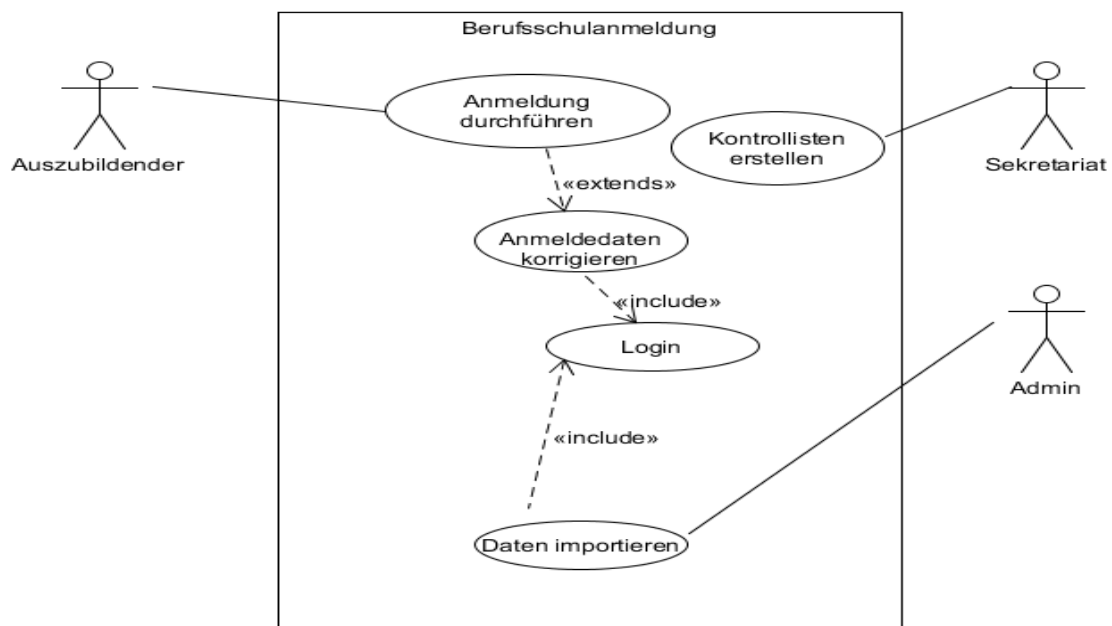 Berufsschulanmeldung
Anmeldung
durchführen
Kontrollisten
erstellen
Auszubildender
Sekretariat
«extends»
Anmeldedaten
korrigieren
«include»
Login
Admin
«include»
Daten importieren